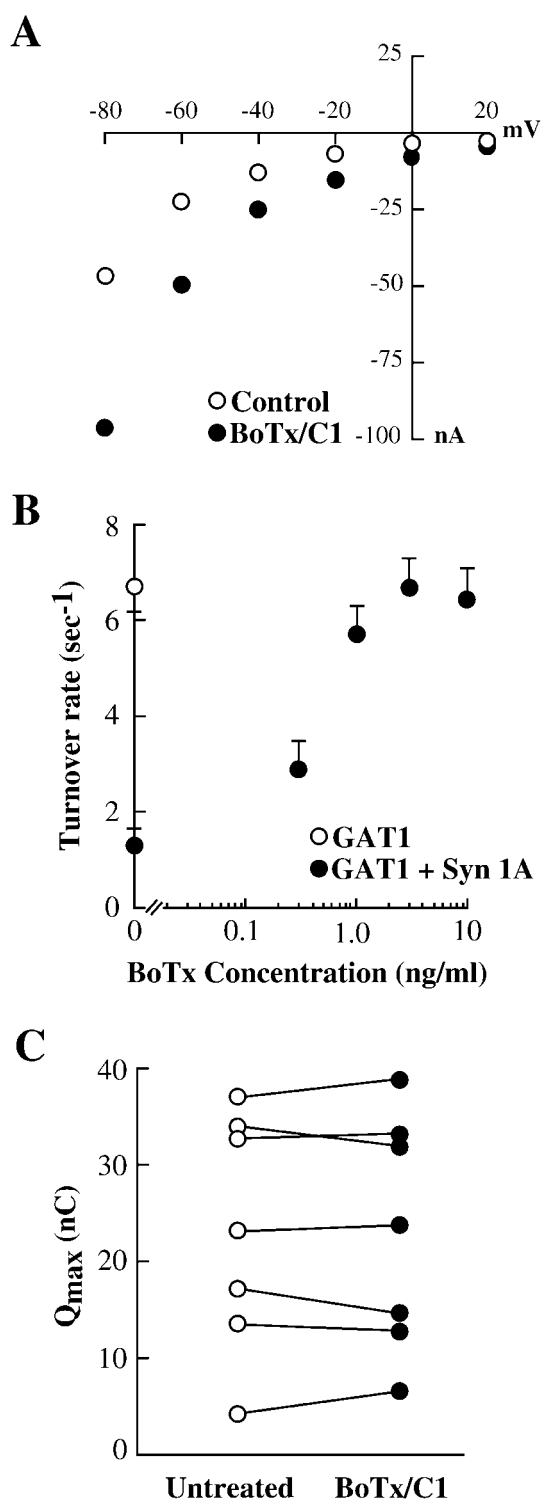 A
25
-80 -60 -40 -20 20
mV
-25
-50
-75
Control
BoTx/C1
-100 nA
B
8
6
4
2
0
Turnover rate (sec-1)
GAT1
GAT1 + Syn 1A
0 0.1 1.0 10
BoTx Concentration (ng/ml)
C
40
30
20
10
0
Qmax (nC)
Untreated BoTx/C1